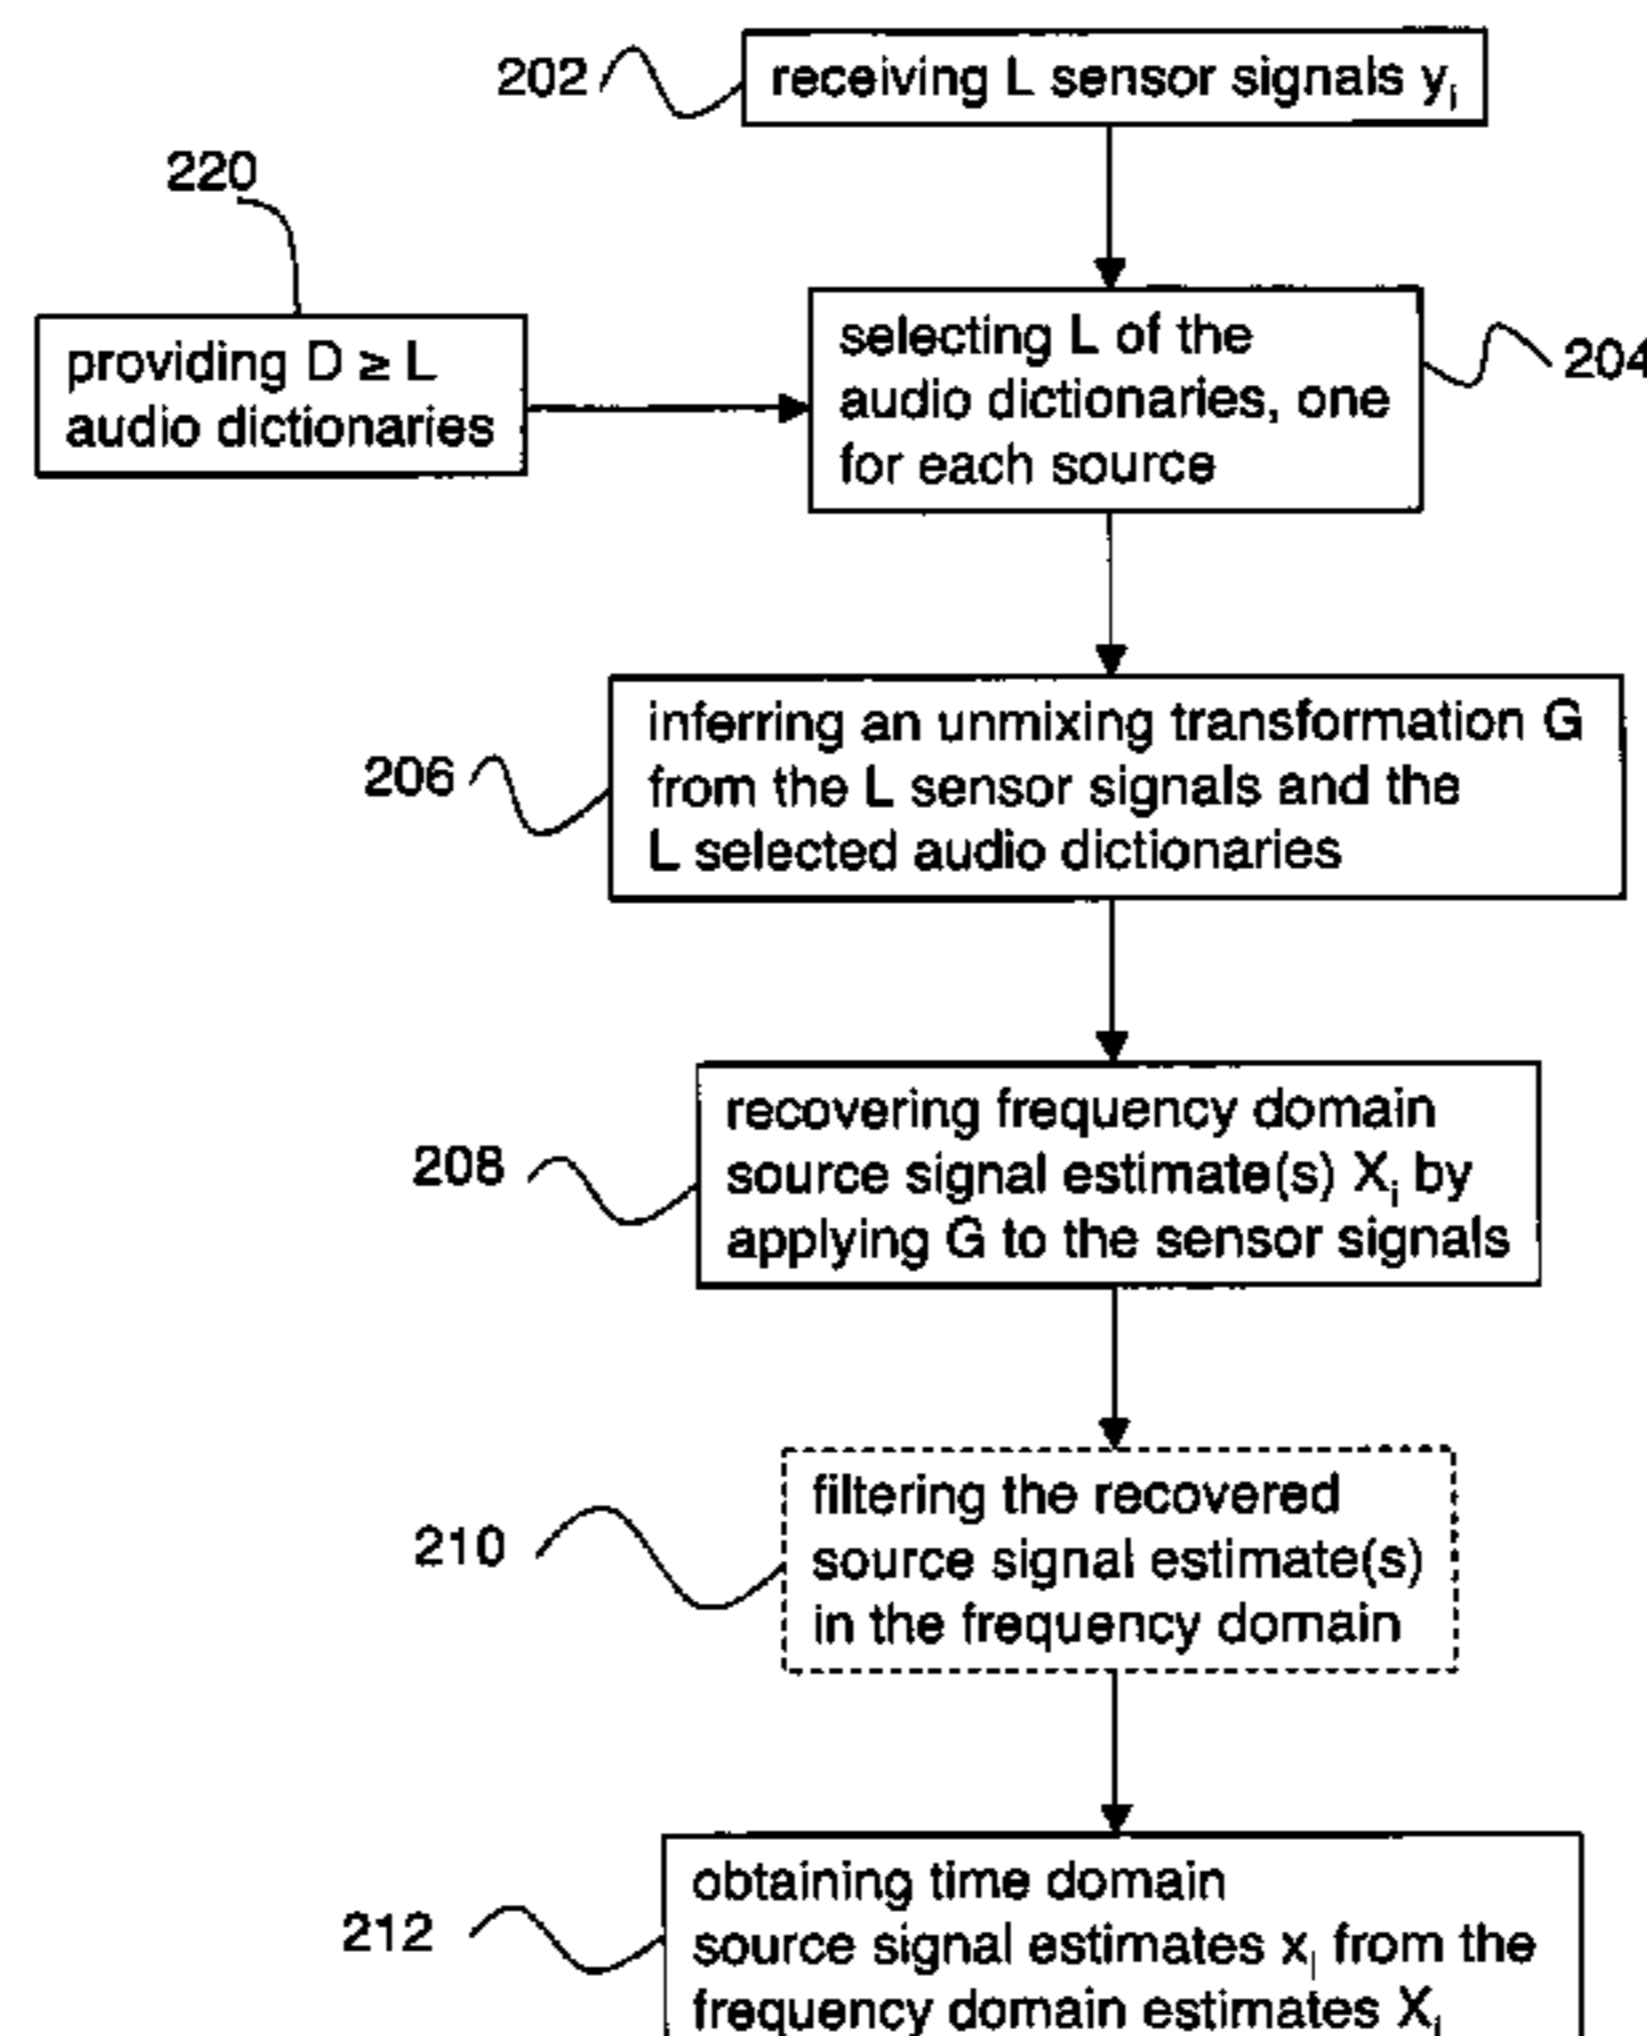 202
receiving L sensor signals yᵢ
220
providing D ≥ L
audio dictionaries
selecting L of the
audio dictionaries, one
for each source
204
206
inferring an unmixing transformation G
from the L sensor signals and the
L selected audio dictionaries
208
recovering frequency domain
source signal estimate(s) Xᵢ by
applying G to the sensor signals
210
filtering the recovered
source signal estimate(s)
in the frequency domain
212
obtaining time domain
source signal estimates xᵢ from the
frequency domain estimates Xᵢ